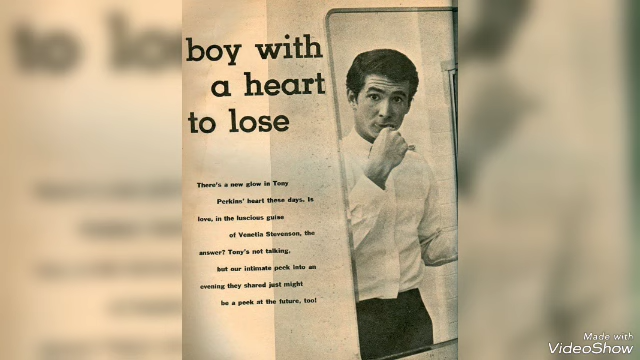 boy with
a heart
to lose
There's a new glow in Tony
Perkins' heart these days. Is
love, in the luscious guise
of Venetia Stevenson, the
answer? Tony's not talking,
but our intimate peek into an
evening they shared just might
be a peek at the future, too!
Made with
VideoShow